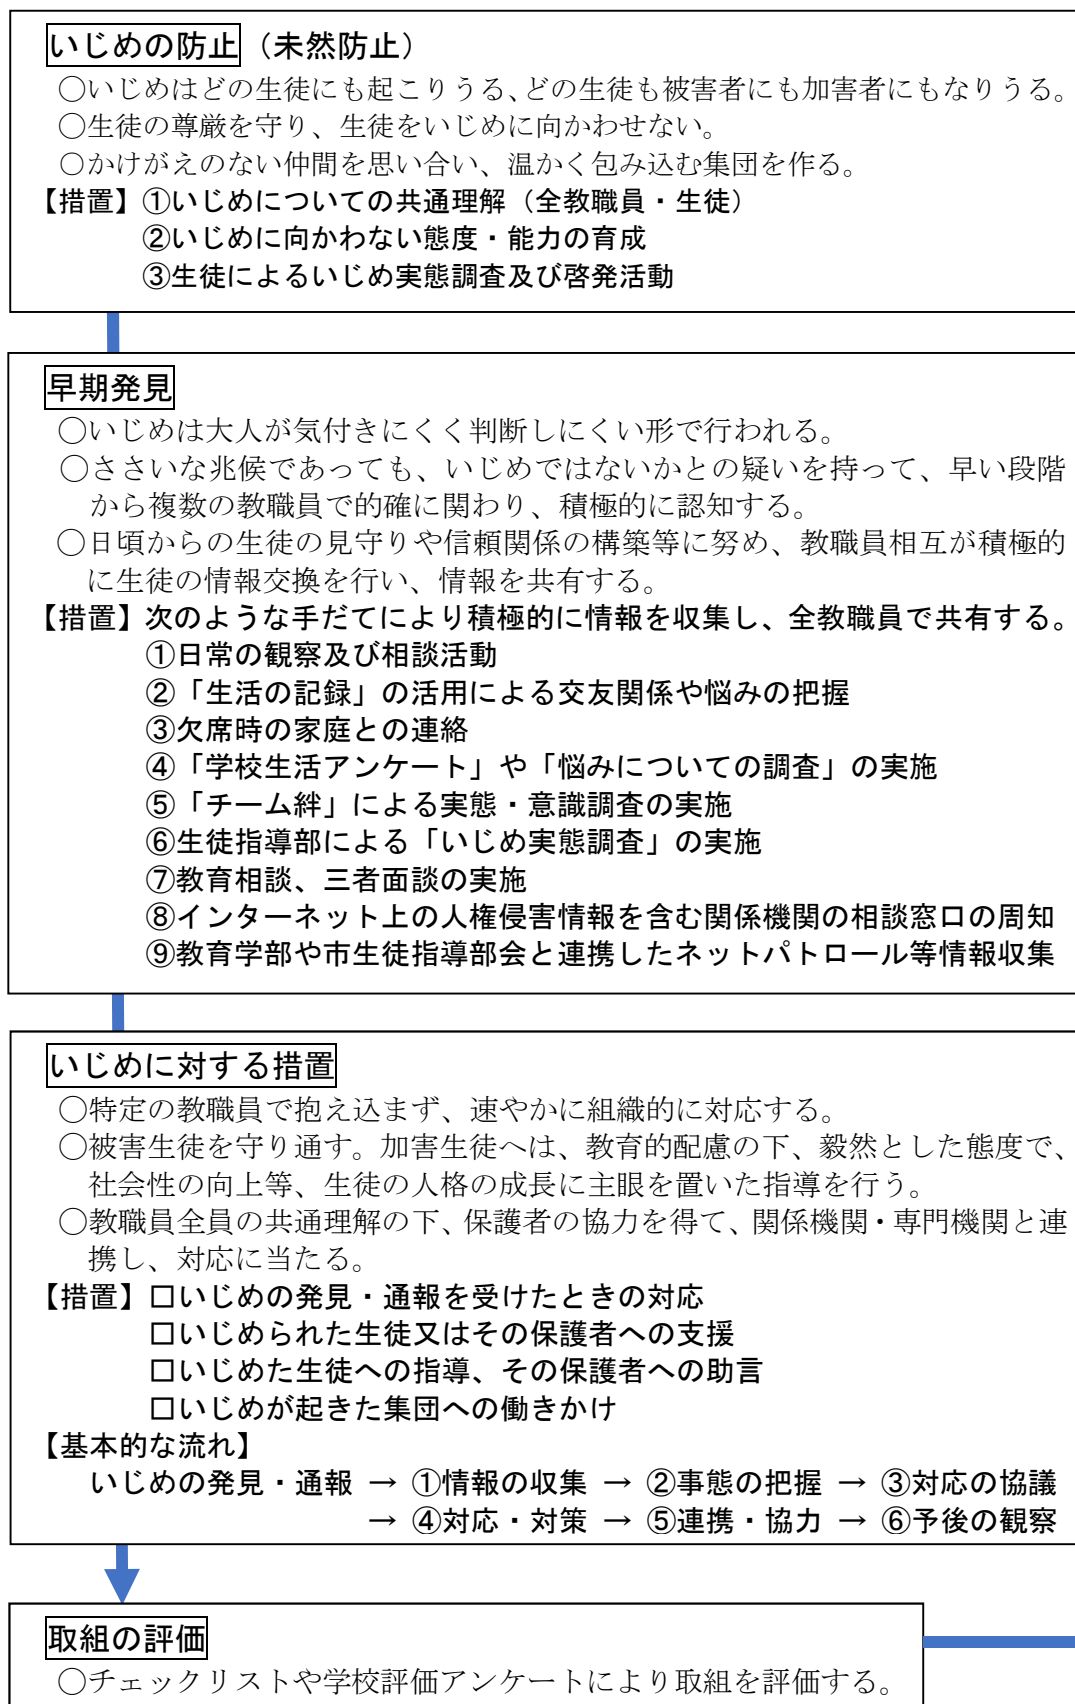 いじめの防止（未然防止）
○いじめはどの生徒にも起こりうる、どの生徒も被害者にも加害者にもなりうる。
○生徒の尊厳を守り、生徒をいじめに向かわせない。
○かけがえのない仲間を思い合い、温かく包み込む集団を作る。
【措置】①いじめについての共通理解（全教職員・生徒）
②いじめに向かわない態度・能力の育成
③生徒によるいじめ実態調査及び啓発活動
早期発見
○いじめは大人が気付きにくく判断しにくい形で行われる。
○ささいな兆候であっても、いじめではないかとの疑いを持って、早い段階
から複数の教職員で的確に関わり、積極的に認知する。
○日頃からの生徒の見守りや信頼関係の構築等に努め、教職員相互が積極的
に生徒の情報交換を行い、情報を共有する。
【措置】次のような手だてにより積極的に情報を収集し、全教職員で共有する。
①日常の観察及び相談活動
②「生活の記録」の活用による交友関係や悩みの把握
③欠席時の家庭との連絡
④「学校生活アンケート」や「悩みについての調査」の実施
⑤「チーム絆」による実態・意識調査の実施
⑥生徒指導部による「いじめ実態調査」の実施
⑦教育相談、三者面談の実施
⑧インターネット上の人権侵害情報を含む関係機関の相談窓口の周知
⑨教育学部や市生徒指導部会と連携したネットパトロール等情報収集
いじめに対する措置
○特定の教職員で抱え込まず、速やかに組織的に対応する。
○被害生徒を守り通す。加害生徒へは、教育的配慮の下、毅然とした態度で、
社会性の向上等、生徒の人格の成長に主眼を置いた指導を行う。
○教職員全員の共通理解の下、保護者の協力を得て、関係機関・専門機関と連
携し、対応に当たる。
【措置】□いじめの発見・通報を受けたときの対応
□いじめられた生徒又はその保護者への支援
□いじめた生徒への指導、その保護者への助言
□いじめが起きた集団への働きかけ
【基本的な流れ】
いじめの発見・通報 → ①情報の収集 → ②事態の把握 → ③対応の協議
→ ④対応・対策 → ⑤連携・協力 → ⑥予後の観察
取組の評価
○チェックリストや学校評価アンケートにより取組を評価する。